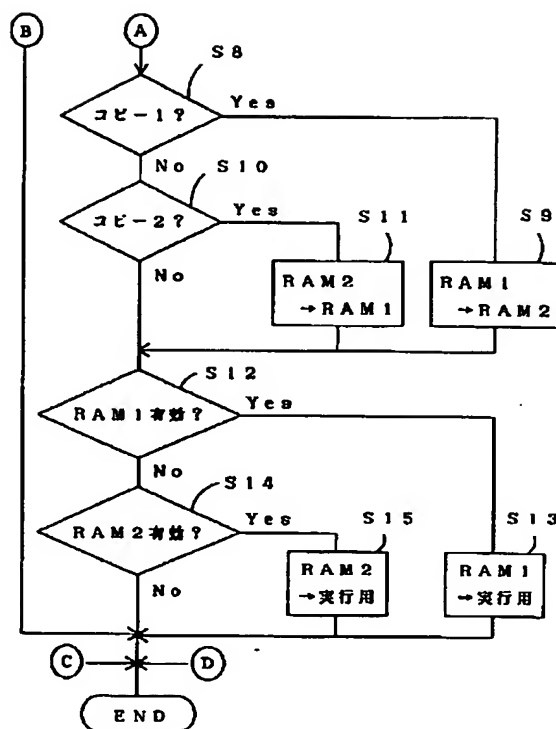 B
A
S8
コピー1?
Yes
No
S10
コピー2?
Yes
S11
S9
No
RAM2
→RAM1
RAM1
→RAM2
S12
RAM1有効?
Yes
No
S14
RAM2有効?
Yes
S15
S13
No
RAM2
→実行用
RAM1
→実行用
C
D
END